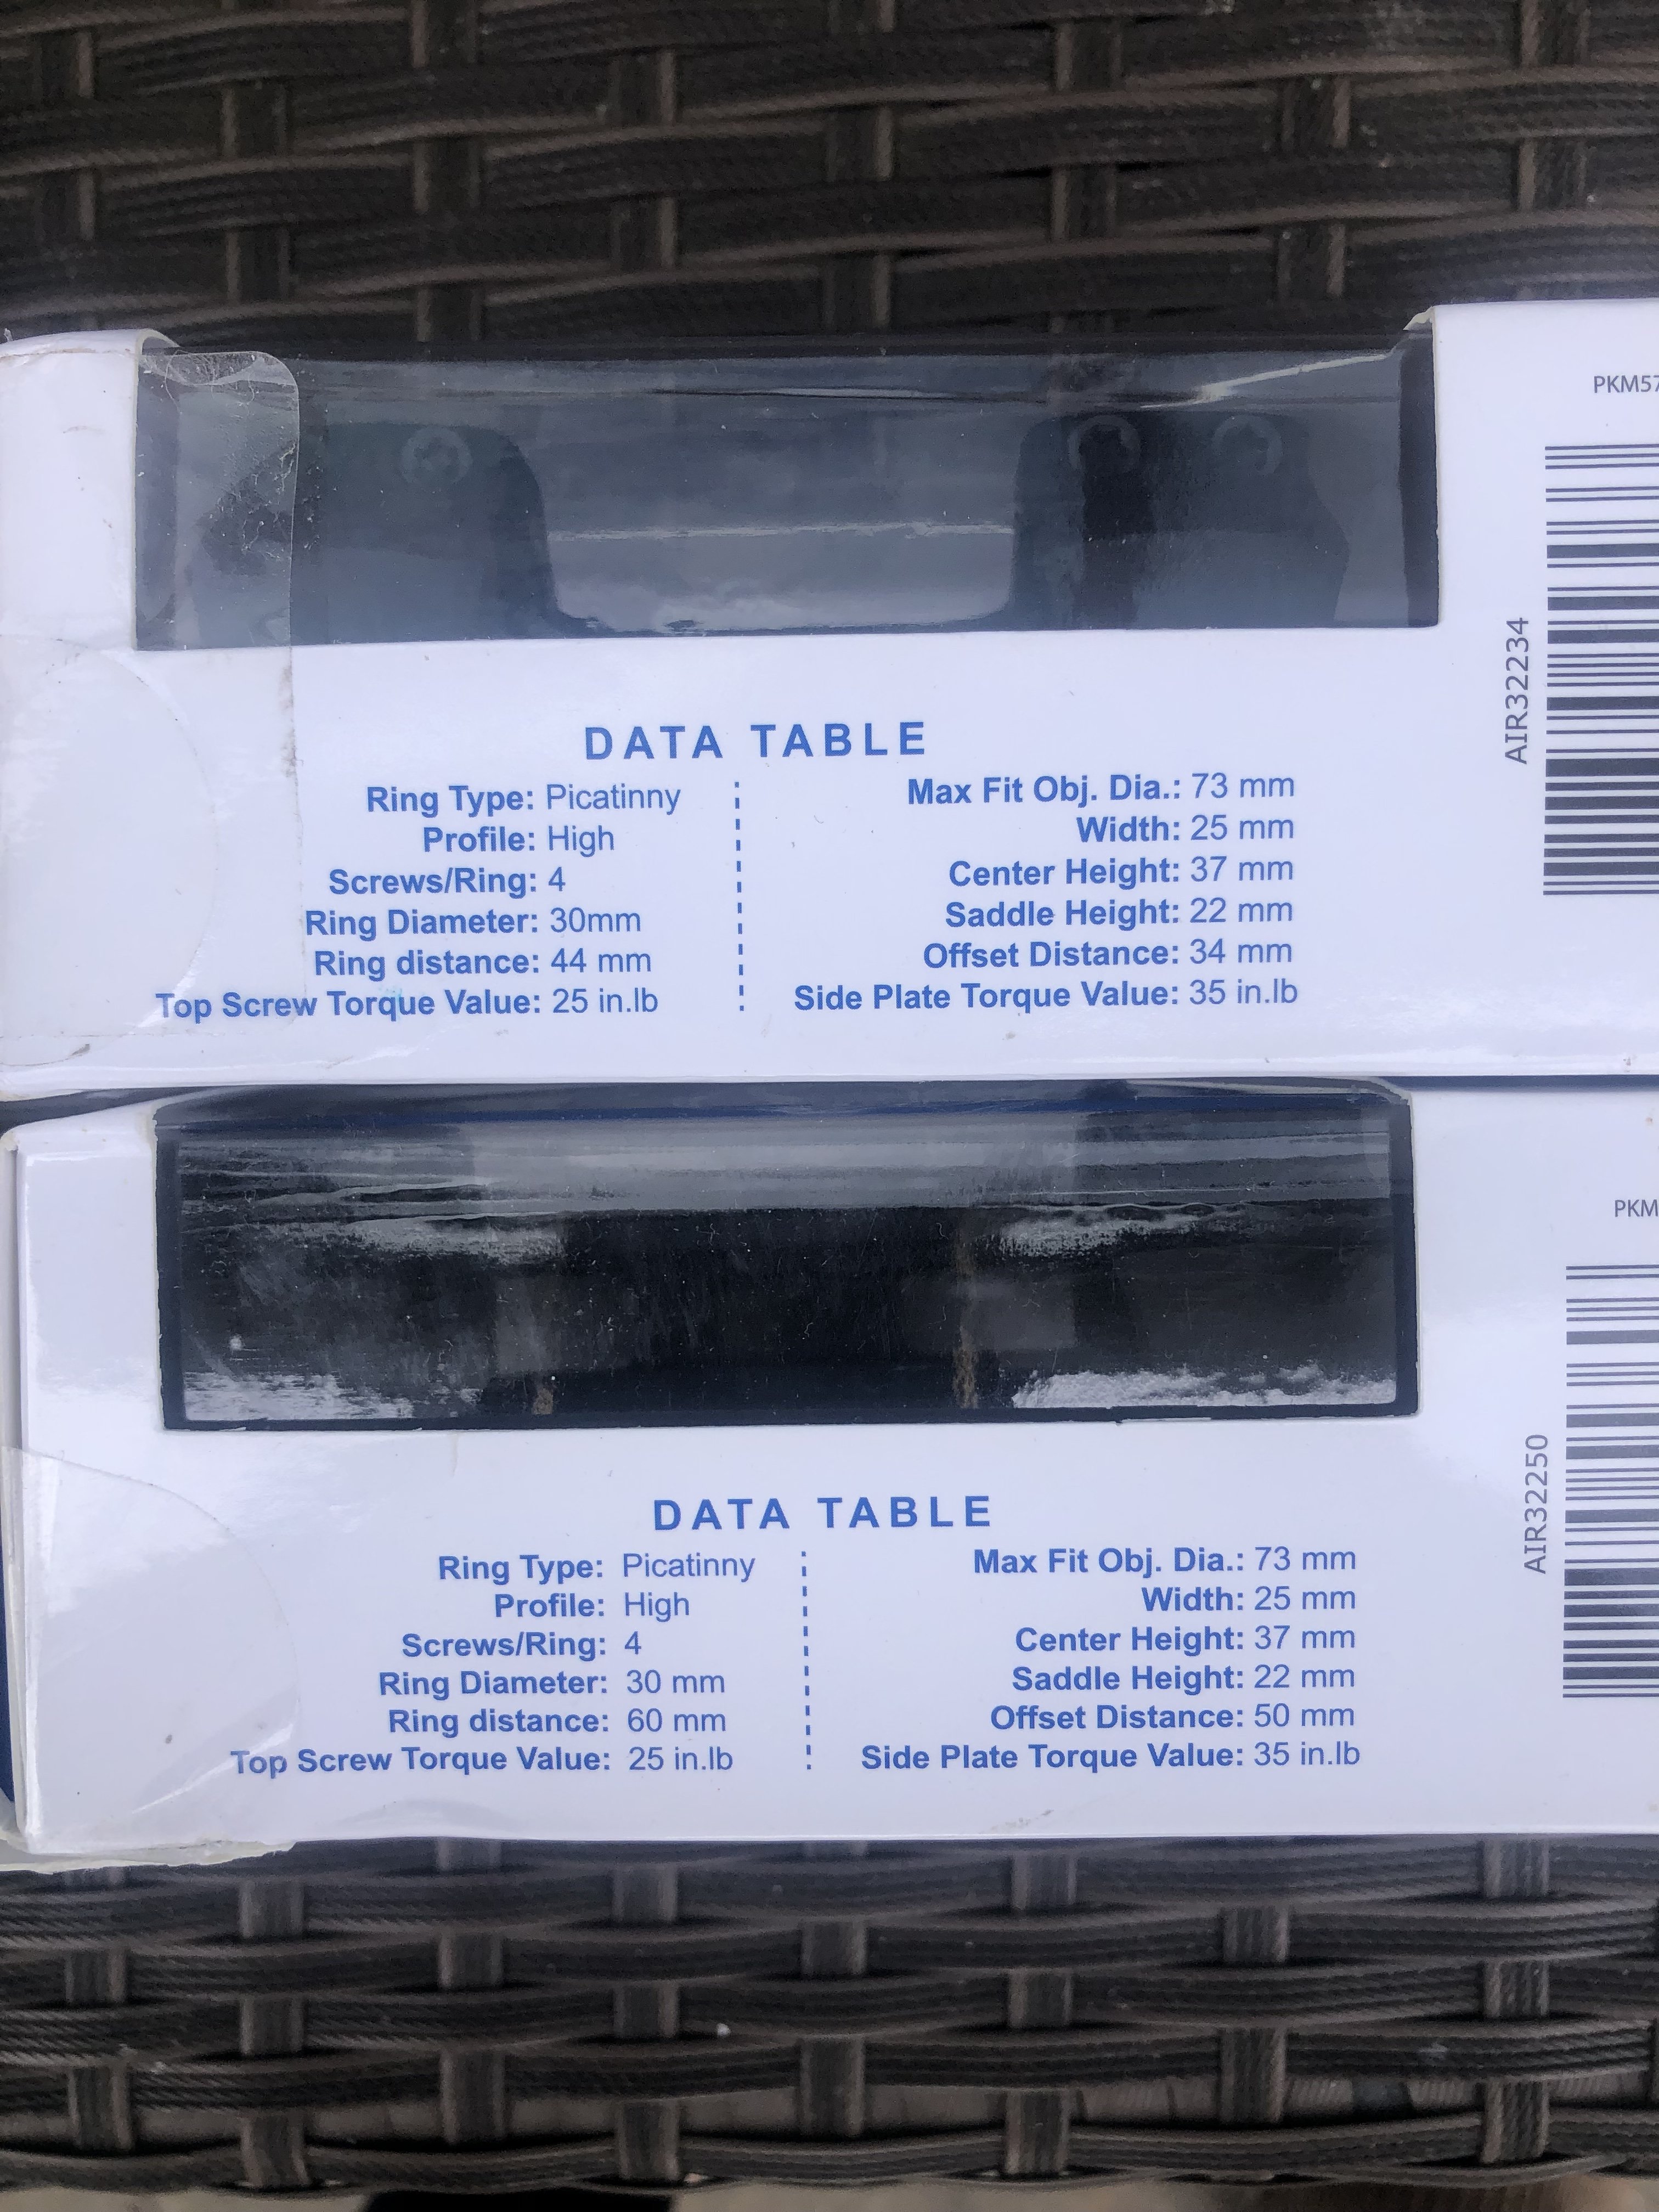 PKM57
AIR32234
DATA TABLE
Ring Type: Picatinny
Profile: High
Screws/Ring: 4
Ring Diameter: 30mm
Ring distance: 44 mm
Top Screw Torque Value: 25 in.lb
Max Fit Obj. Dia.: 73 mm
Width: 25 mm
Center Height: 37 mm
Saddle Height: 22 mm
Offset Distance: 34 mm
Side Plate Torque Value: 35 in.lb
PKM
AIR32250
DATA TABLE
Ring Type: Picatinny
Profile: High
Screws/Ring: 4
Ring Diameter: 30 mm
Ring distance: 60 mm
Top Screw Torque Value: 25 in.lb
Max Fit Obj. Dia.: 73 mm
Width: 25 mm
Center Height: 37 mm
Saddle Height: 22 mm
Offset Distance: 50 mm
Side Plate Torque Value: 35 in.lb